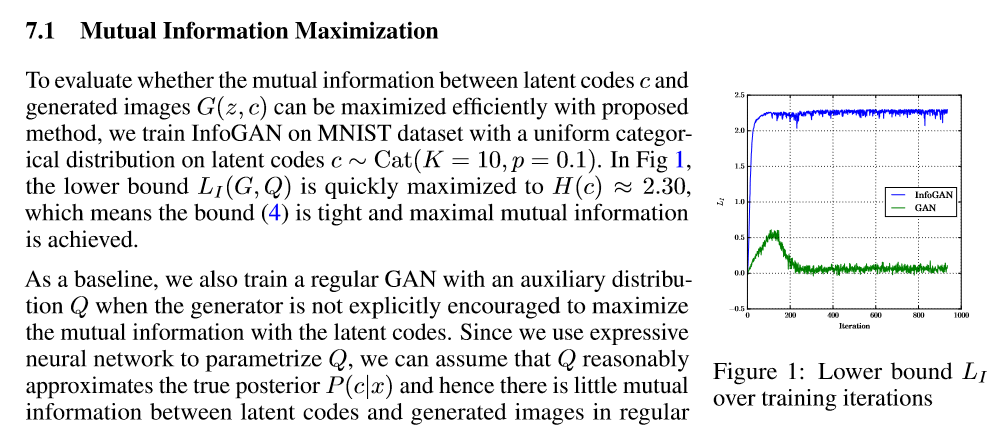 7.1 Mutual Information Maximization
To evaluate whether the mutual information between latent codes c and
generated images G(z, c) can be maximized efficiently with proposed
method, we train InfoGAN on MNIST dataset with a uniform categor-
ical distribution on latent codes c ∼ Cat(K = 10, p = 0.1). In Fig 1,
the lower bound L_I(G, Q) is quickly maximized to H(c) ≈ 2.30,
which means the bound (4) is tight and maximal mutual information
is achieved.
As a baseline, we also train a regular GAN with an auxiliary distribu-
tion Q when the generator is not explicitly encouraged to maximize
the mutual information with the latent codes. Since we use expressive
neural network to parametrize Q, we can assume that Q reasonably
approximates the true posterior P(c|x) and hence there is little mutual
information between latent codes and generated images in regular
2.5
2.0
1.5
1.0
0.5
0.0
−0.5
L_I
InfoGAN
GAN
0 200 400 600 800 1000
Iteration
Figure 1: Lower bound L_I
over training iterations